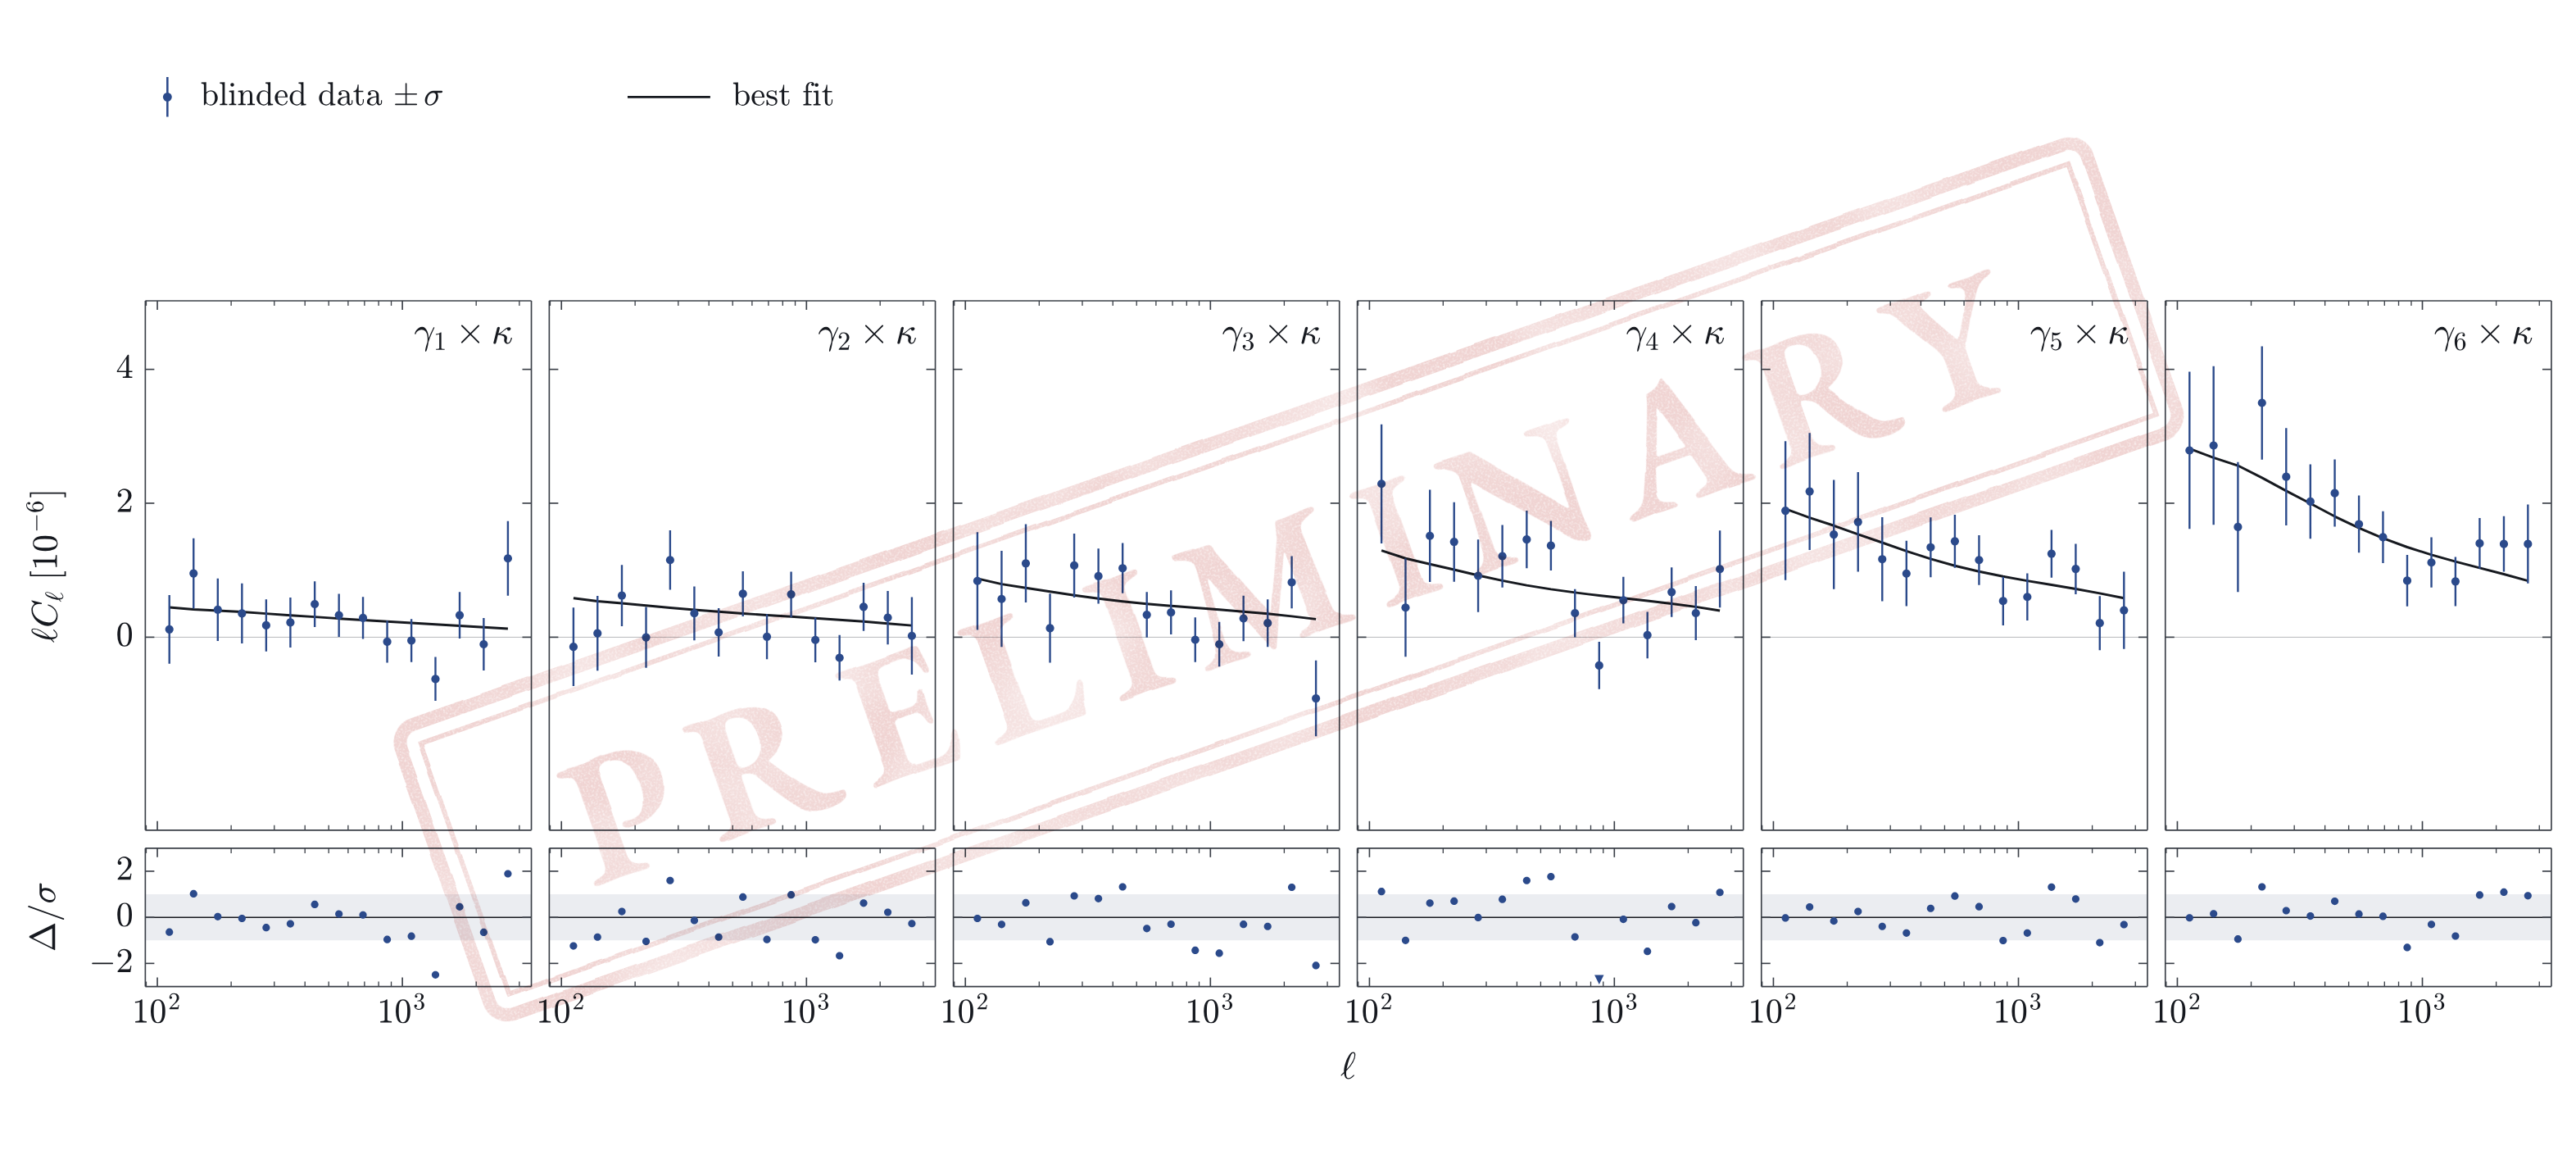 blinded data ± σ best fit
γ₁ × κ γ₂ × κ γ₃ × κ γ₄ × κ γ₅ × κ γ₆ × κ
4
2
0
ℓCℓ [10⁻⁶]
PRELIMINARY
2
0
−2
Δ/σ
10² 10³ 10² 10³ 10² 10³ 10² 10³ 10² 10³ 10² 10³
ℓ